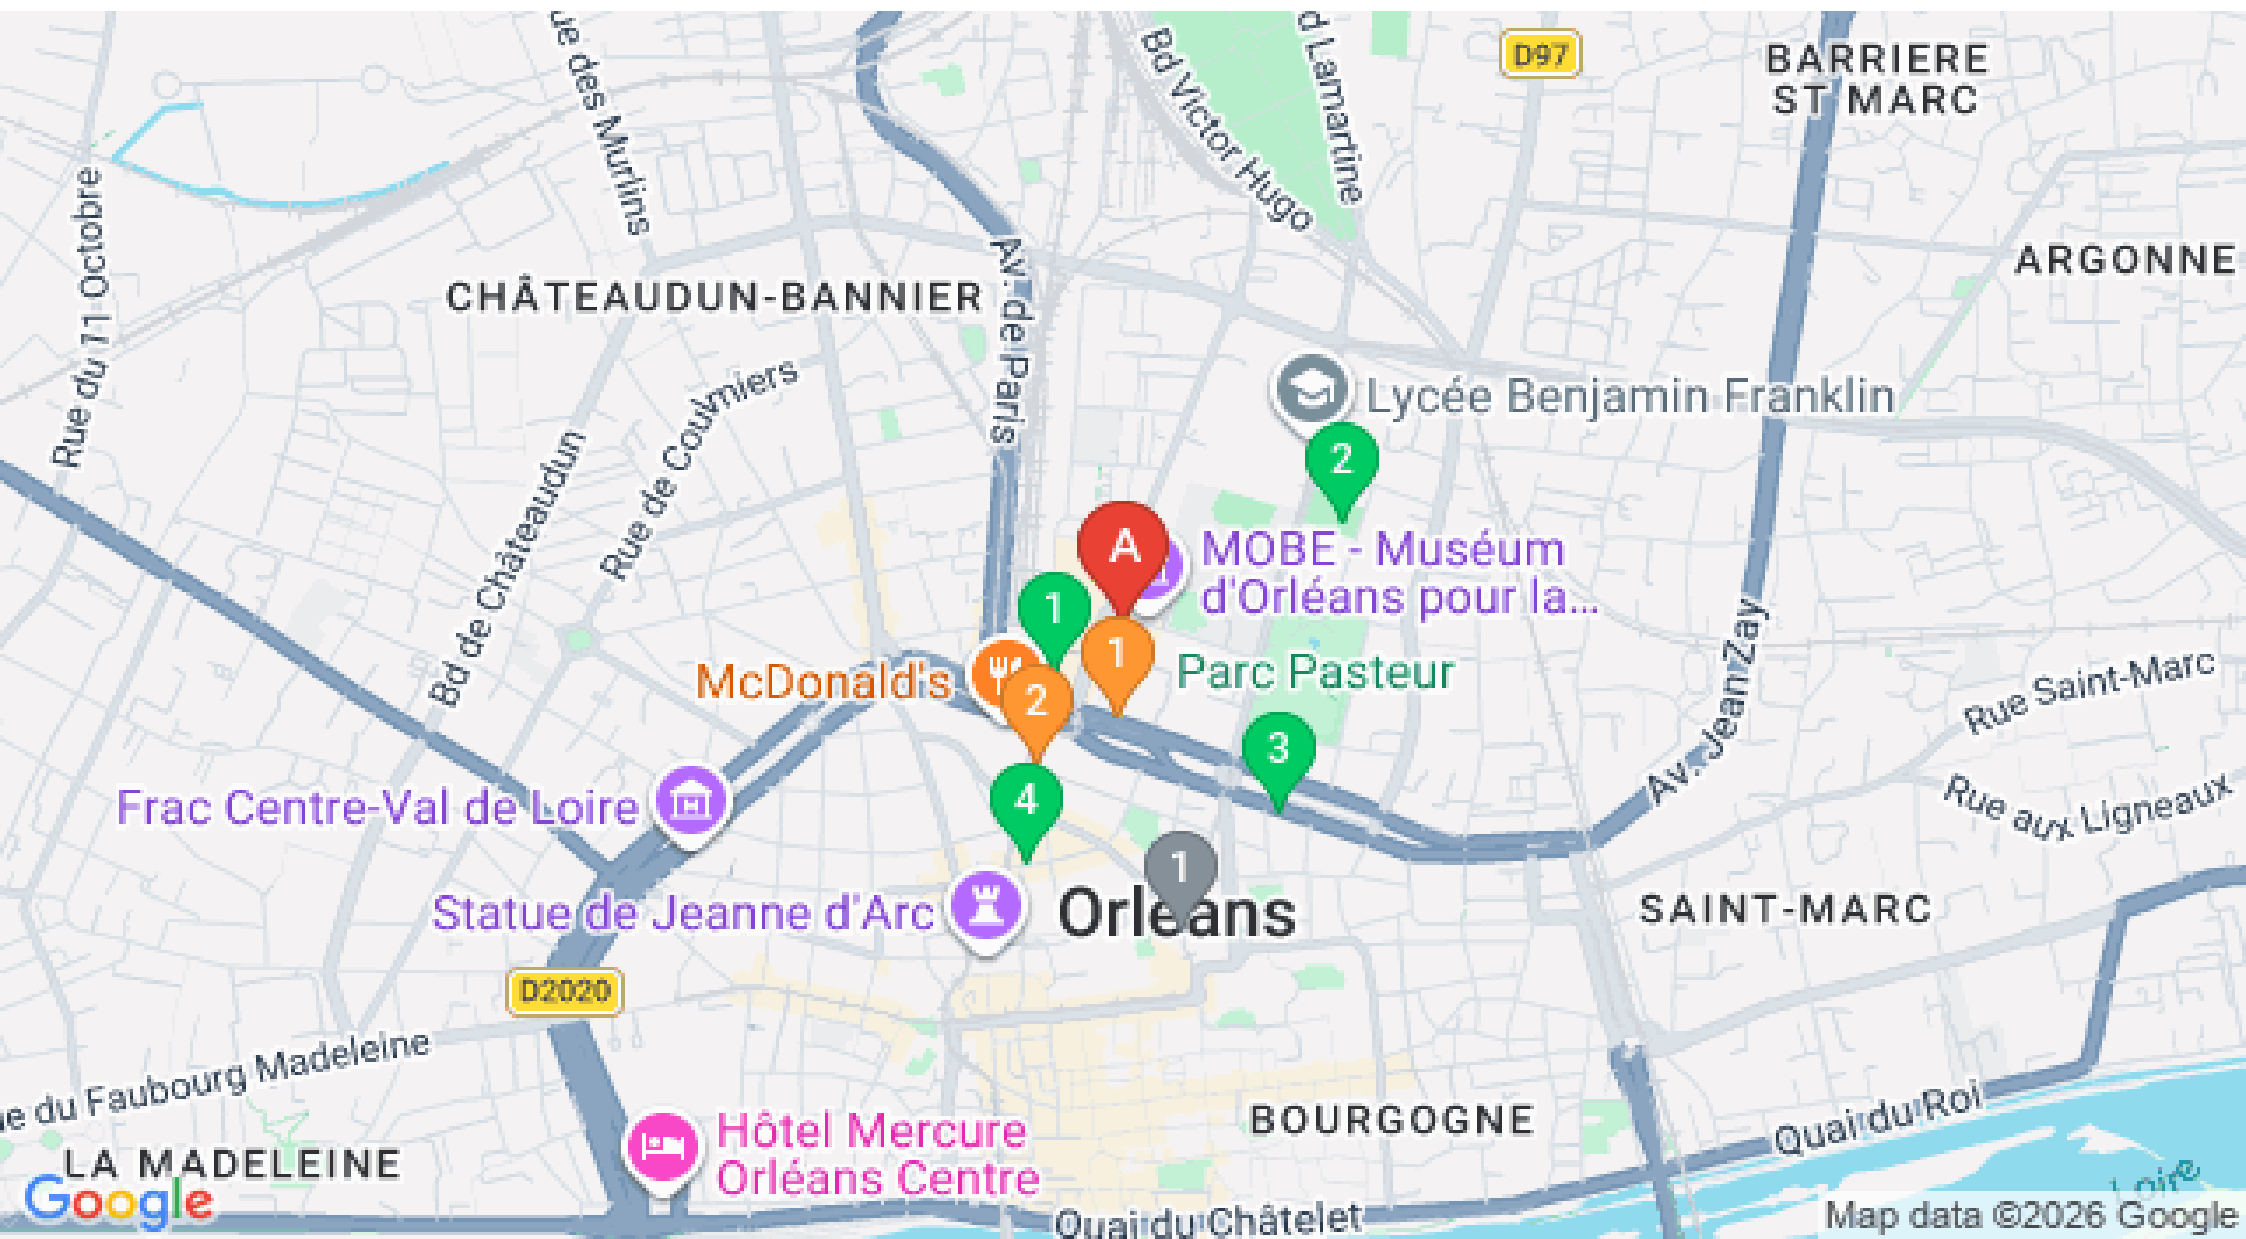 Rue des Murlins
Bd Victor Hugo
Bd Lamartine
D97
BARRIERE
ST MARC
Rue du 11 Octobre
ARGONNE
CHÂTEAUDUN-BANNIER
Av. de Paris
Rue de Coulmiers
Lycée Benjamin Franklin
2
Bd de Châteaudun
A
MOBE - Muséum
d'Orléans pour la...
1
1
McDonald's
2
Parc Pasteur
Av. Jean Zay
Rue Saint-Marc
3
Frac Centre-Val de Loire
4
Rue aux Ligneaux
1
Statue de Jeanne d'Arc
Orléans
SAINT-MARC
D2020
ue du Faubourg Madeleine
LA MADELEINE
Hôtel Mercure
Orléans Centre
BOURGOGNE
Quai du Roi
Loire
Google
Quai du Châtelet
Map data ©2026 Google